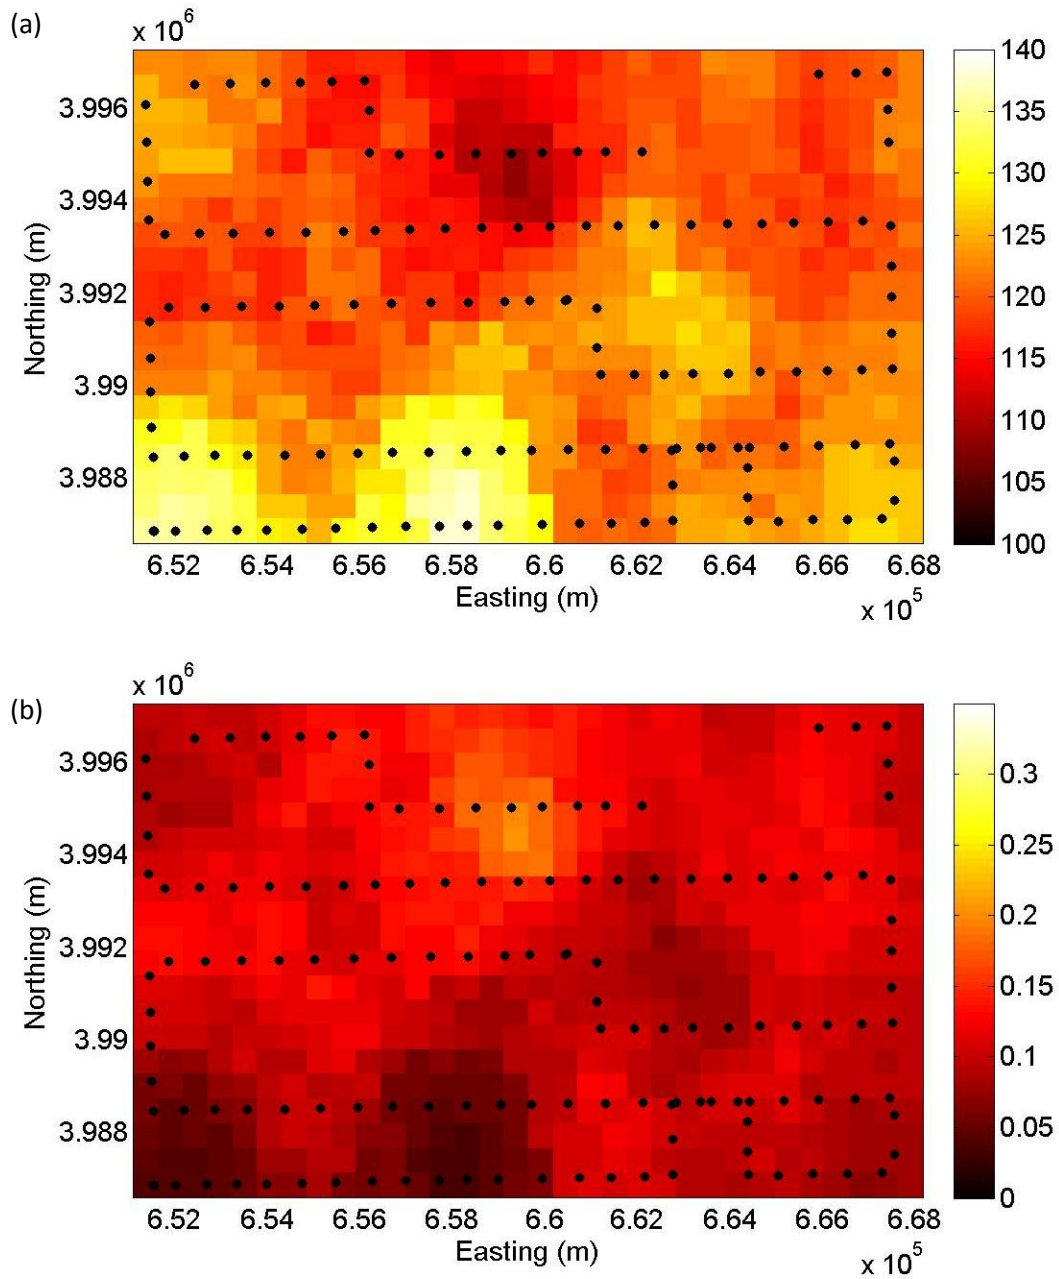 (a)
x 10^6
3.996
3.994
3.992
3.99
3.988
Northing (m)
6.52 6.54 6.56 6.58 6.6 6.62 6.64 6.66 6.68
Easting (m)
x 10^5
140
135
130
125
120
115
110
105
100
(b)
x 10^6
3.996
3.994
3.992
3.99
3.988
Northing (m)
6.52 6.54 6.56 6.58 6.6 6.62 6.64 6.66 6.68
Easting (m)
x 10^5
0.3
0.25
0.2
0.15
0.1
0.05
0